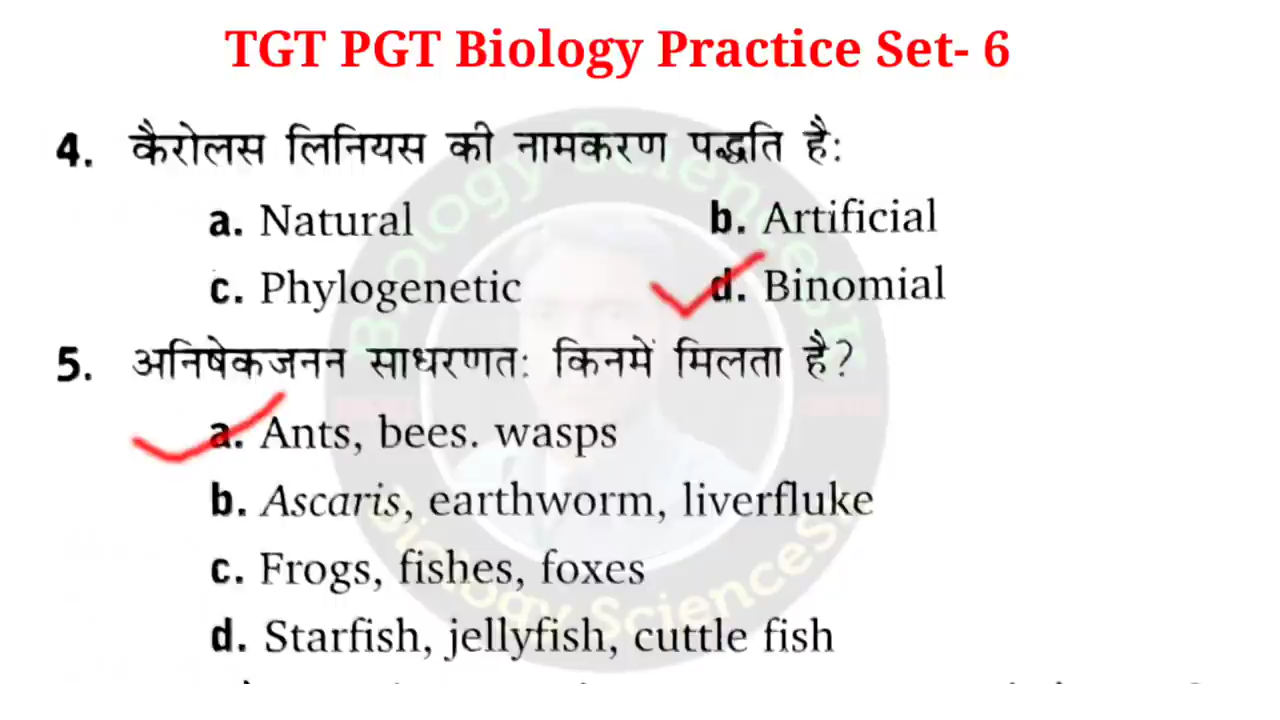 TGT PGT Biology Practice Set- 6
4. कैरोलस लिनियस की नामकरण पद्धति है:
a. Natural b. Artificial
c. Phylogenetic d. Binomial
5. अनिषेकजनन साधरणत: किनमें मिलता है?
a. Ants, bees. wasps
b. Ascaris, earthworm, liverfluke
c. Frogs, fishes, foxes
d. Starfish, jellyfish, cuttle fish